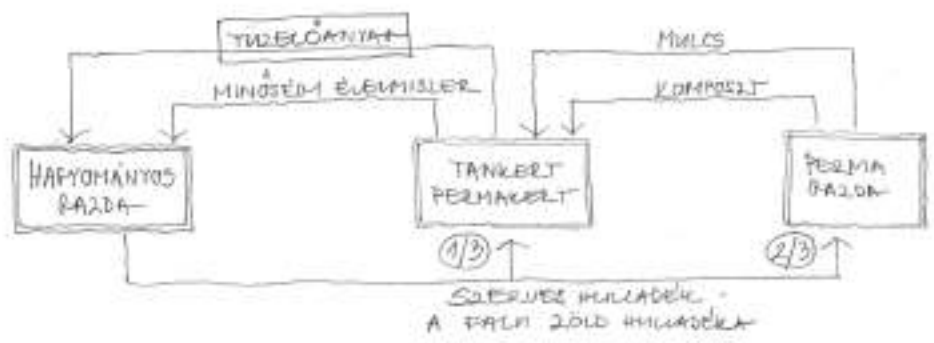 TÜZELŐANYAG
MULCS
MINŐSÉGI ÉLELMISZER
KOMPOSZT
HAGYOMÁNYOS
GAZDA
TANKERT
PERMAKERT
PERMA
GAZDA
1/3
2/3
SZERVES HULLADÉK -
A FALU ZÖLD HULLADÉKA